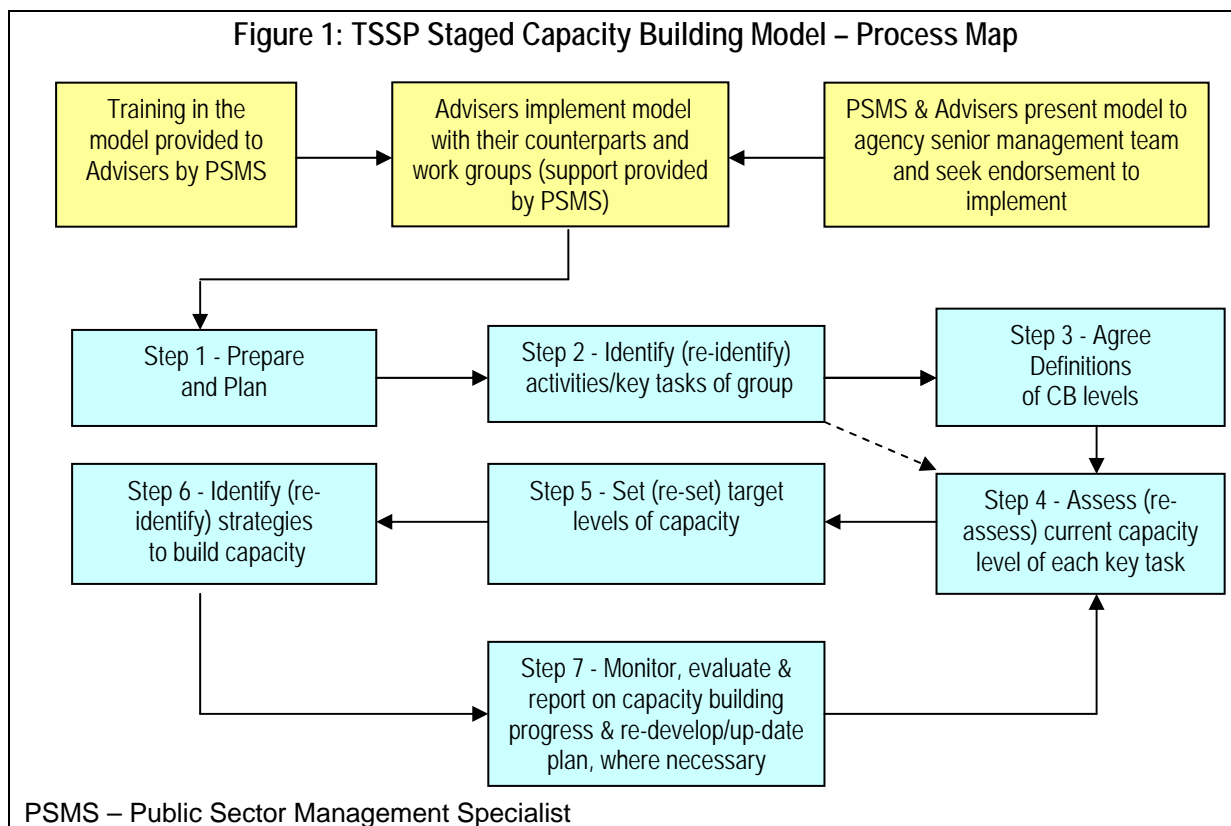 Figure 1: TSSP Staged Capacity Building Model – Process Map
Training in the
model provided to
Advisers by PSMS
Advisers implement model
with their counterparts and
work groups (support provided
by PSMS)
PSMS & Advisers present model to
agency senior management team
and seek endorsement to
implement
Step 1 - Prepare
and Plan
Step 2 - Identify (re-identify)
activities/key tasks of group
Step 3 - Agree
Definitions
of CB levels
Step 4 - Assess (re-
assess) current capacity
level of each key task
Step 5 - Set (re-set) target
levels of capacity
Step 6 - Identify (re-
identify) strategies
to build capacity
Step 7 - Monitor, evaluate &
report on capacity building
progress & re-develop/up-date
plan, where necessary
PSMS – Public Sector Management Specialist